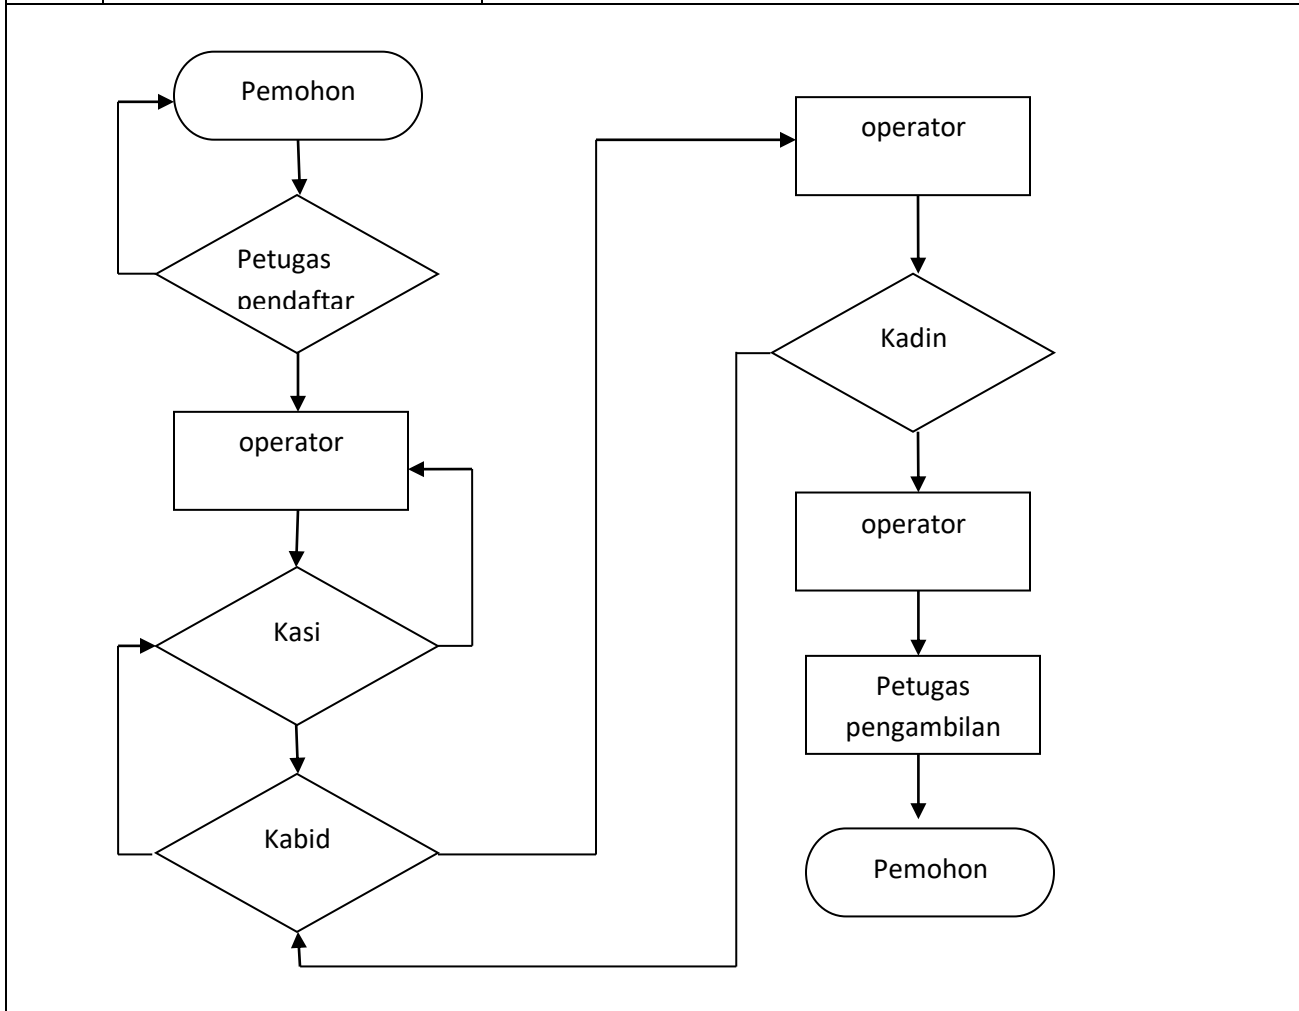 Pemohon
Petugas
pendaftar
operator
Kasi
Kabid
operator
Kadin
operator
Petugas
pengambilan
Pemohon